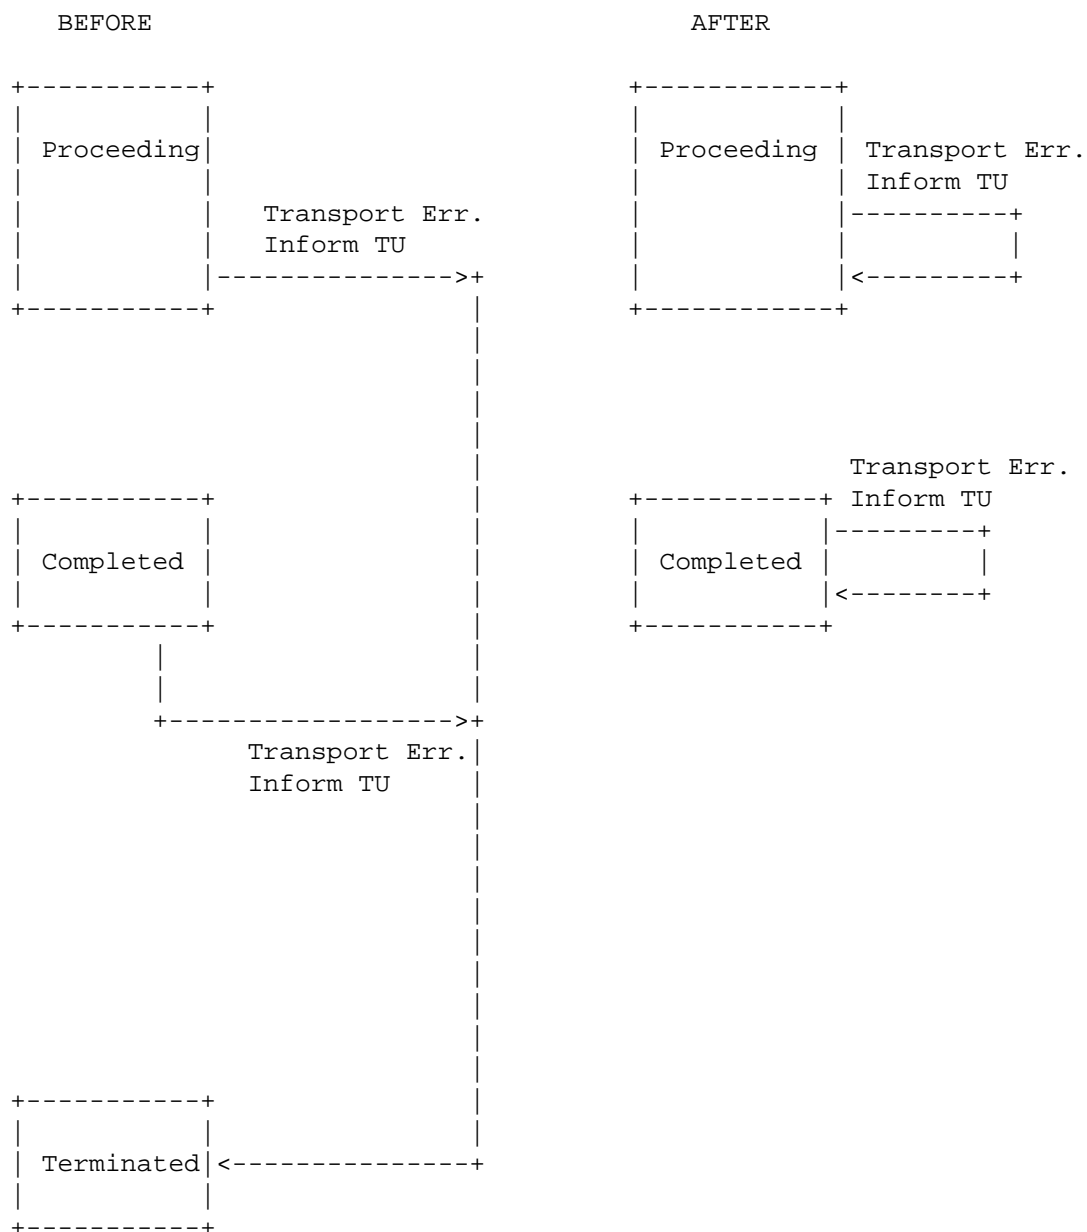 BEFORE AFTER
Proceeding Proceeding Transport Err.
Inform TU
Transport Err.
Inform TU
Transport Err.
Inform TU
Completed Completed
Transport Err.
Inform TU
Terminated